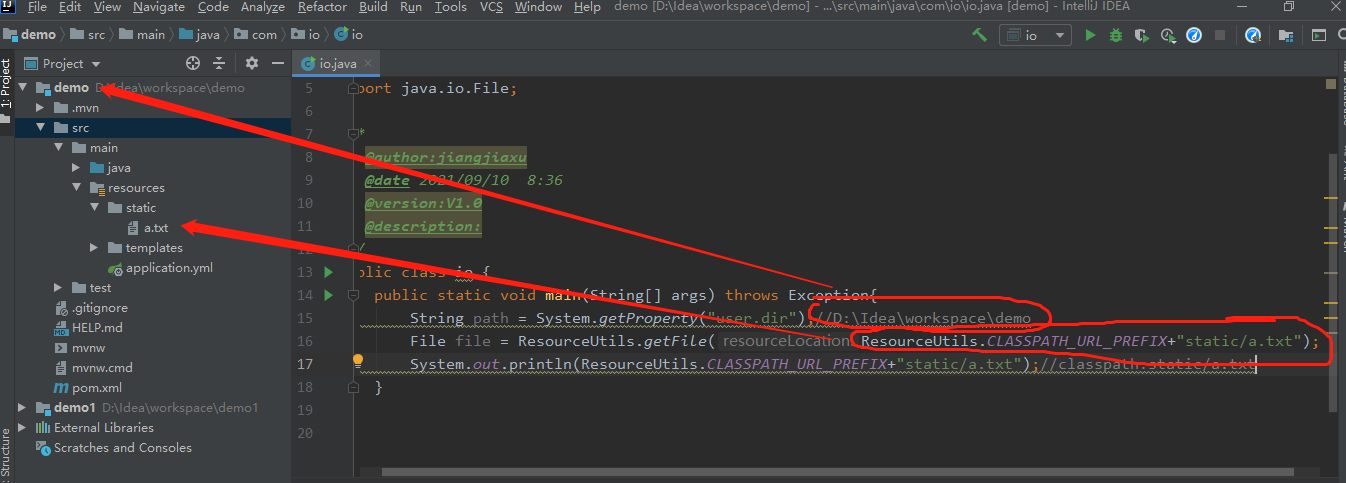 File Edit View Navigate Code Analyze Refactor Build Run Tools VCS Window Help demo [D:\Idea\workspace\demo] - ...\src\main\java\com\io\io.java [demo] - IntelliJ IDEA
demo src main java com io io
io
1: Project
Project
io.java
demo D:\Idea\workspace\demo
.mvn
src
main
java
resources
static
a.txt
templates
application.yml
test
.gitignore
HELP.md
mvnw
mvnw.cmd
pom.xml
demo1 D:\Idea\workspace\demo1
External Libraries
Scratches and Consoles
Structure
5 port java.io.File;
6
7 *
8 @author:jiangjiaxu
9 @date 2021/09/10 8:36
10 @version:V1.0
11 @description:
12 /
13 blic class io {
14 public static void main(String[] args) throws Exception{
15 String path = System.getProperty("user.dir");//D:\Idea\workspace\demo
16 File file = ResourceUtils.getFile( resourceLocation: ResourceUtils.CLASSPATH_URL_PREFIX+"static/a.txt");
17 System.out.println(ResourceUtils.CLASSPATH_URL_PREFIX+"static/a.txt");//classpath:static/a.txt
18 }
19
20